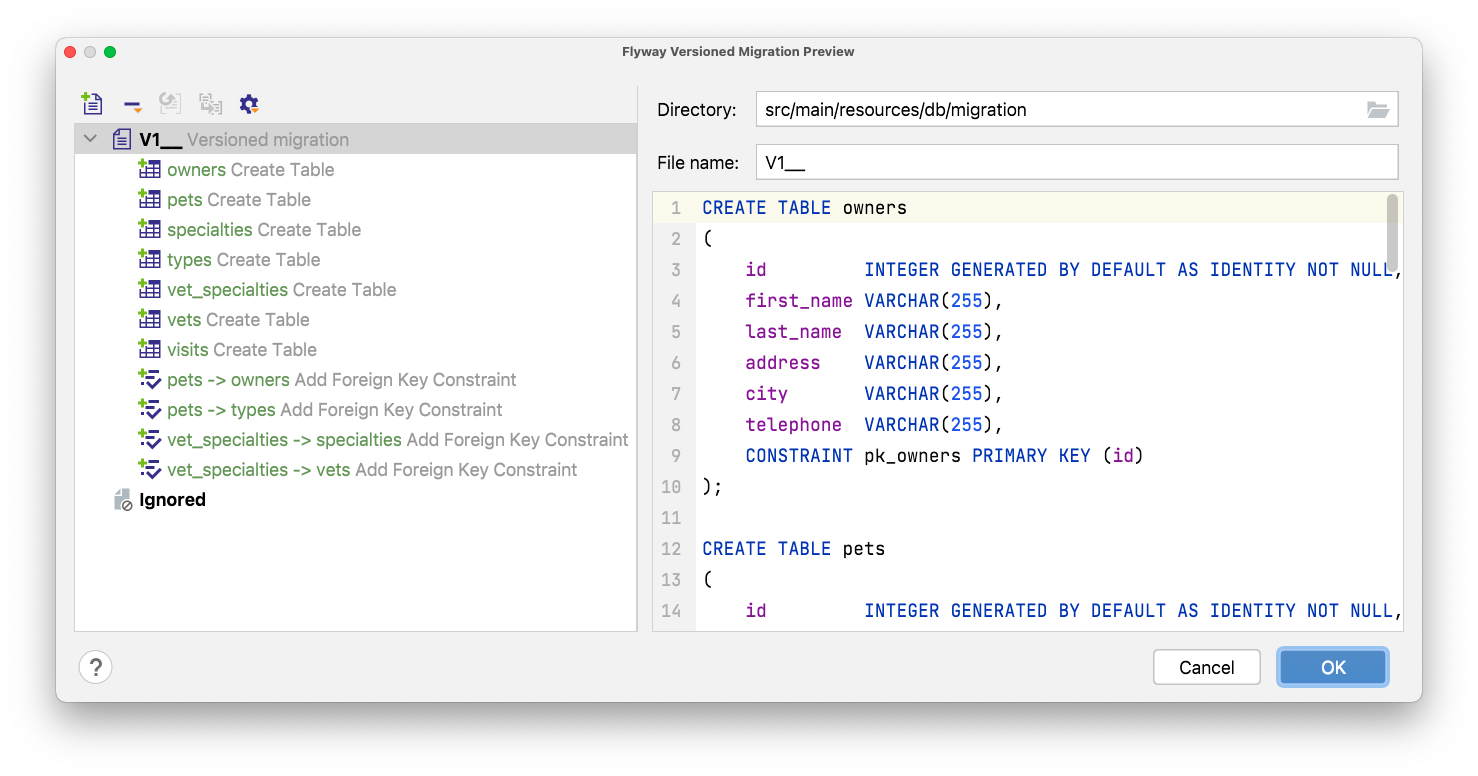 Flyway Versioned Migration Preview
V1__ Versioned migration
owners Create Table
pets Create Table
specialties Create Table
types Create Table
vet_specialties Create Table
vets Create Table
visits Create Table
pets -> owners Add Foreign Key Constraint
pets -> types Add Foreign Key Constraint
vet_specialties -> specialties Add Foreign Key Constraint
vet_specialties -> vets Add Foreign Key Constraint
Ignored
Directory: src/main/resources/db/migration
File name: V1__
1 CREATE TABLE owners
2 (
3     id         INTEGER GENERATED BY DEFAULT AS IDENTITY NOT NULL,
4     first_name VARCHAR(255),
5     last_name  VARCHAR(255),
6     address    VARCHAR(255),
7     city       VARCHAR(255),
8     telephone  VARCHAR(255),
9     CONSTRAINT pk_owners PRIMARY KEY (id)
10 );
11
12 CREATE TABLE pets
13 (
14     id         INTEGER GENERATED BY DEFAULT AS IDENTITY NOT NULL,
?
Cancel
OK